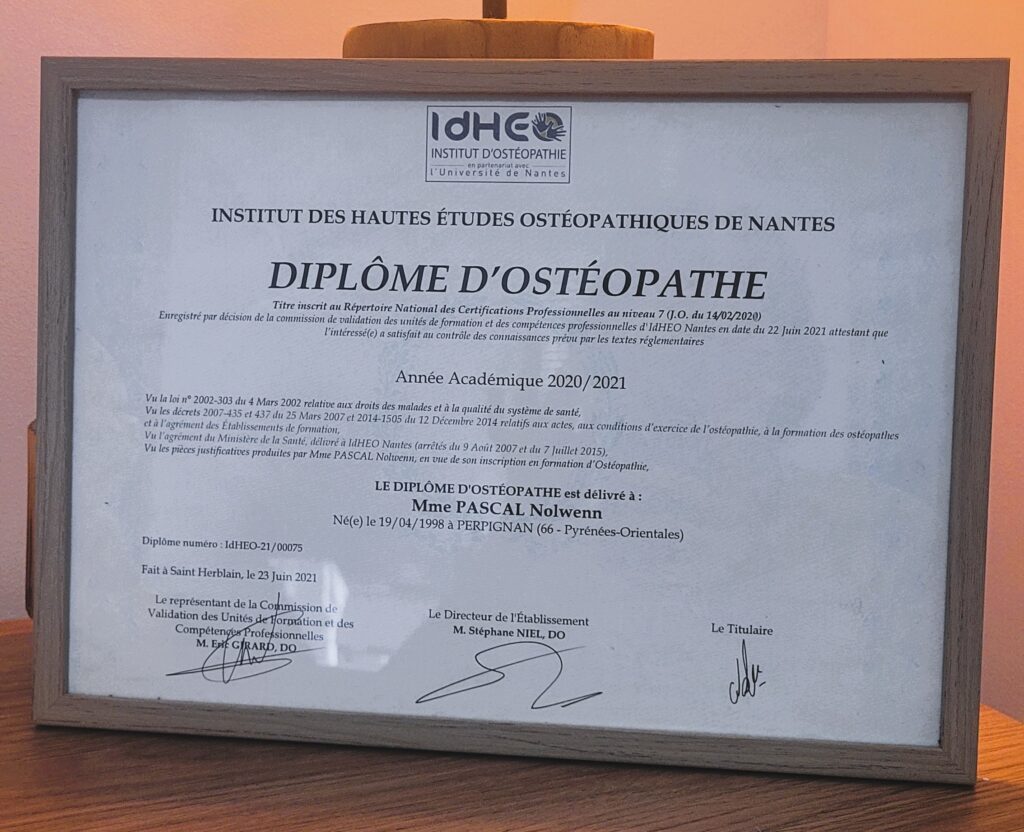 IdHEO
INSTITUT D'OSTÉOPATHIE
en partenariat avec
l'Université de Nantes
INSTITUT DES HAUTES ÉTUDES OSTÉOPATHIQUES DE NANTES
DIPLÔME D'OSTÉOPATHE
Titre inscrit au Répertoire National des Certifications Professionnelles au niveau 7 (J.O. du 14/02/2020)
Enregistré par décision de la commission de validation des unités de formation et des compétences professionnelles d'IdHEO Nantes en date du 22 Juin 2021 attestant que
l'intéressé(e) a satisfait au contrôle des connaissances prévu par les textes réglementaires
Année Académique 2020/2021
Vu la loi n° 2002-303 du 4 Mars 2002 relative aux droits des malades et à la qualité du système de santé,
Vu les décrets 2007-435 et 437 du 25 Mars 2007 et 2014-1505 du 12 Décembre 2014 relatifs aux actes, aux conditions d'exercice de l'ostéopathie, à la formation des ostéopathes
et à l'agrément des Établissements de formation,
Vu l'agrément du Ministère de la Santé, délivré à IdHEO Nantes (arrêtés du 9 Août 2007 et du 7 Juillet 2015),
Vu les pièces justificatives produites par Mme PASCAL Nolwenn, en vue de son inscription en formation d'Ostéopathie,
LE DIPLÔME D'OSTÉOPATHE est délivré à :
Mme PASCAL Nolwenn
Né(e) le 19/04/1998 à PERPIGNAN (66 - Pyrénées-Orientales)
Diplôme numéro : IdHEO-21/00075
Fait à Saint Herblain, le 23 Juin 2021
Le représentant de la Commission de
Validation des Unités de Formation et des
Compétences Professionnelles
M. Eric GIRARD, DO
Le Directeur de l'Établissement
M. Stéphane NIEL, DO
Le Titulaire